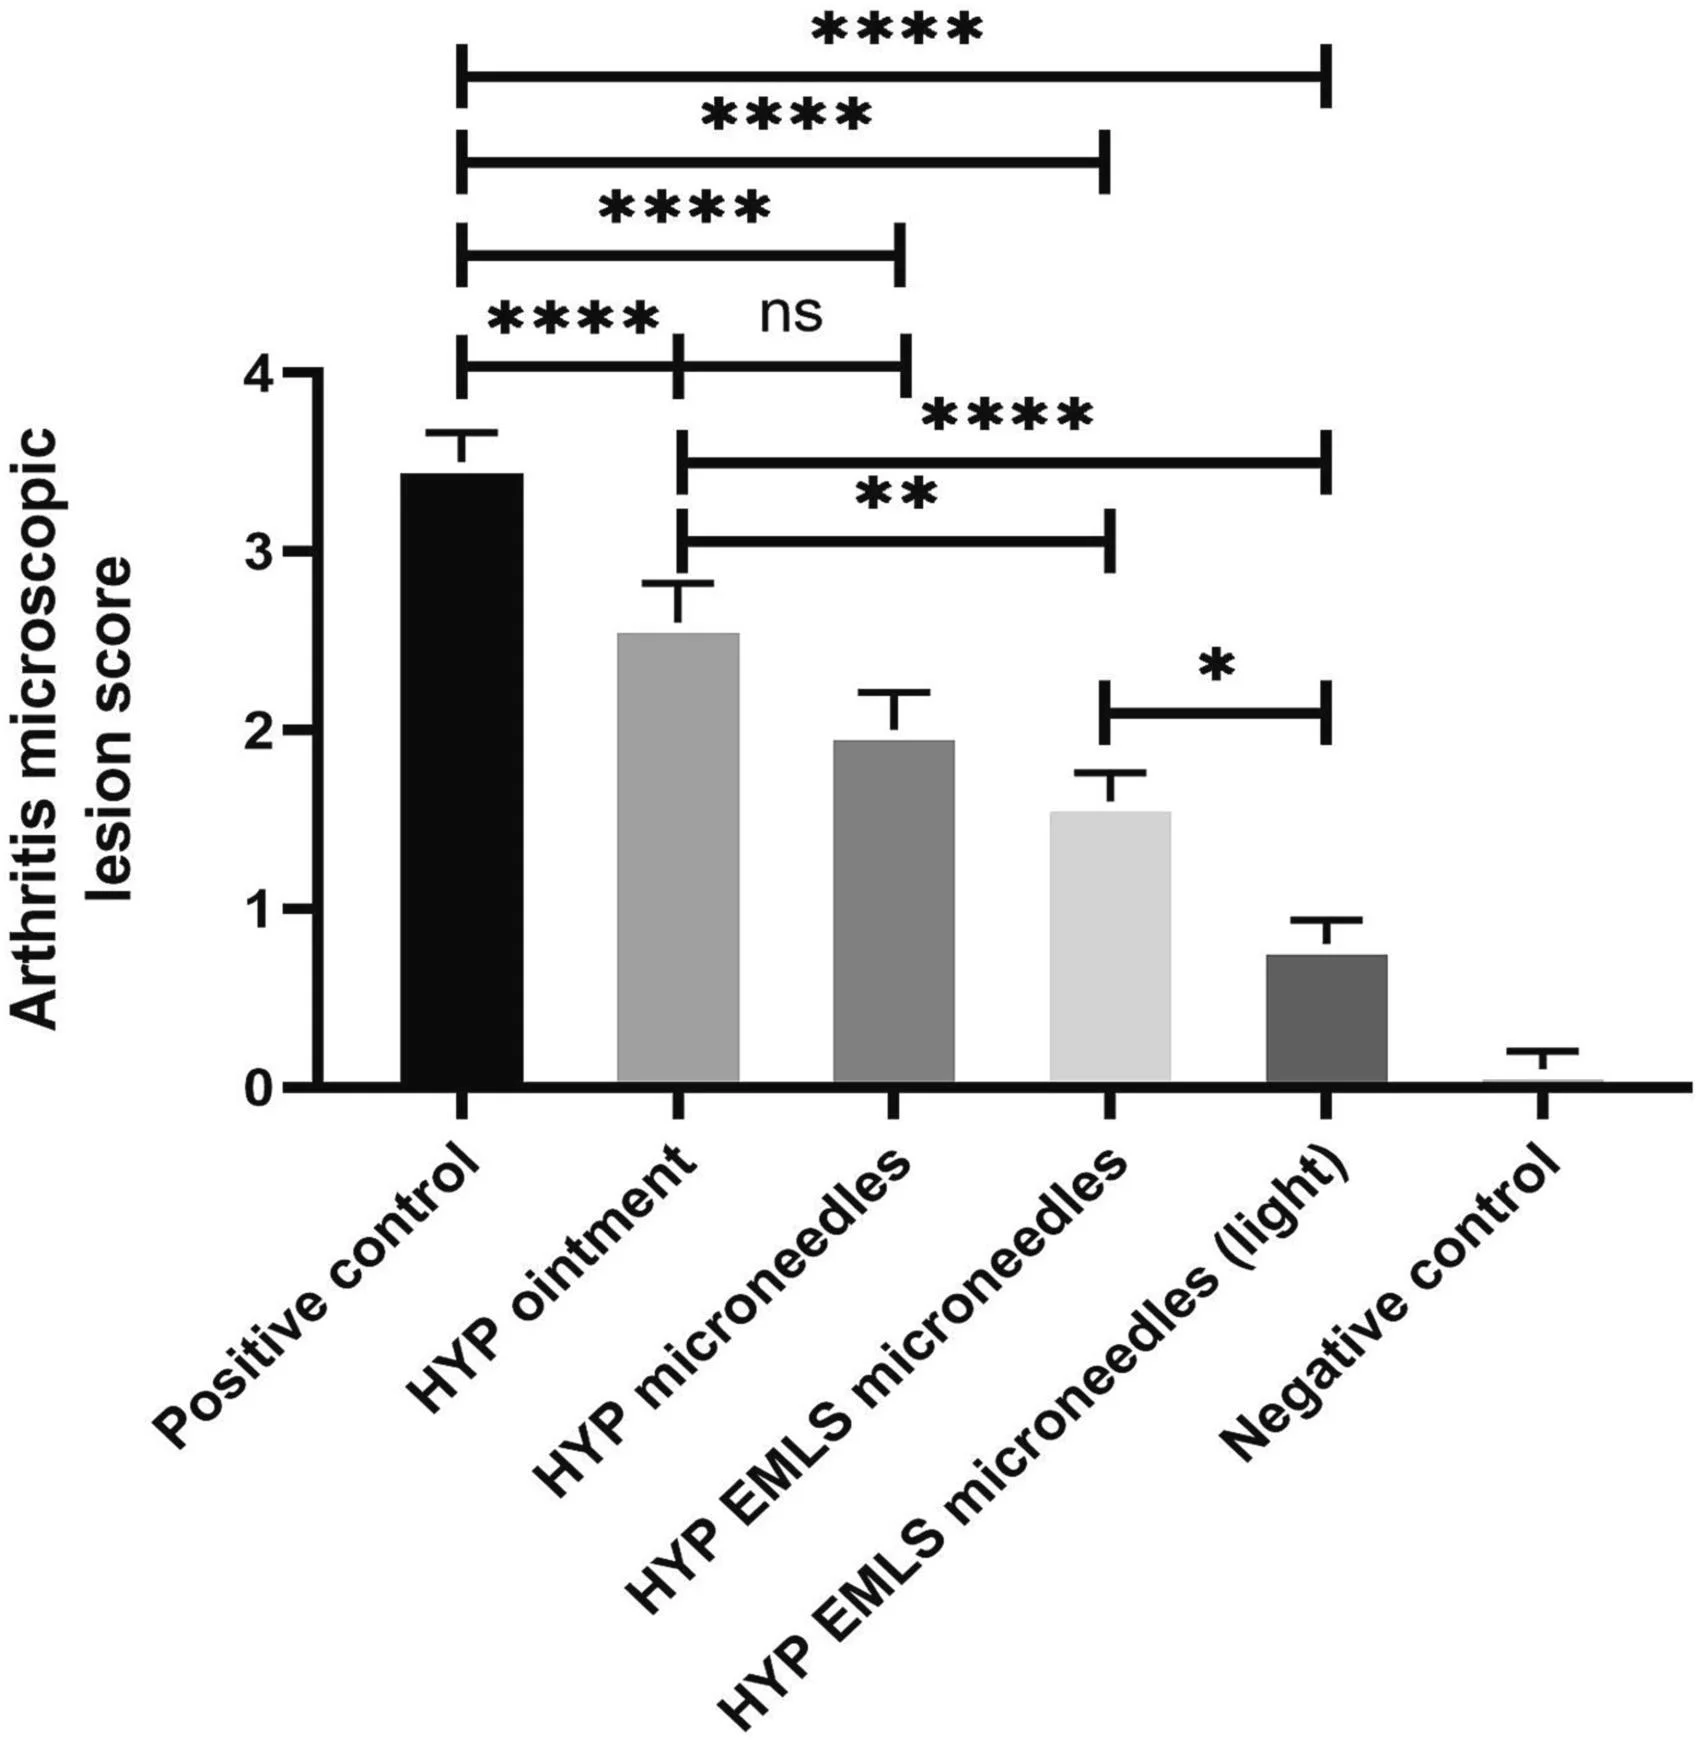 ****
****
****
**** ns
****
**
*
4
3
2
1
0
Arthritis microscopic
lesion score
Positive control
HYP ointment
HYP microneedles
HYP EMLS microneedles
HYP EMLS microneedles (light)
Negative control